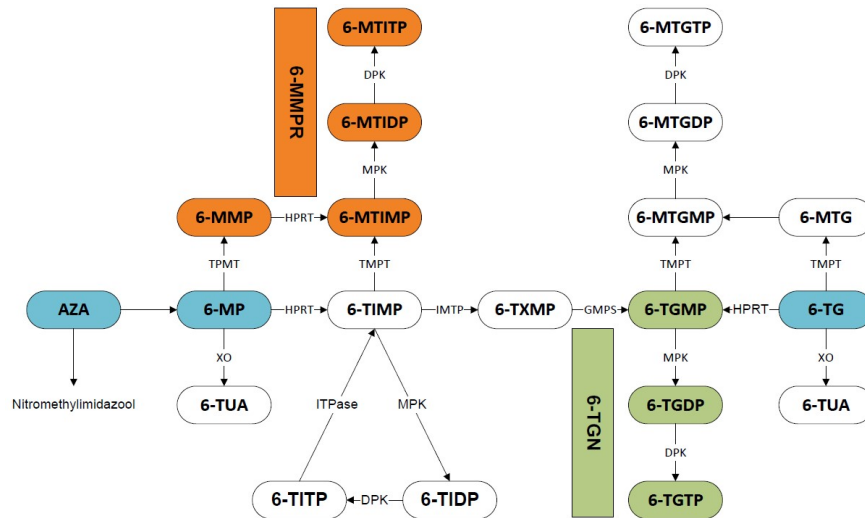 6-MTITP
6-MTGTP
DPK
DPK
6-MMPR
6-MTIDP
6-MTGDP
MPK
MPK
6-MMP
HPRT
6-MTIMP
6-MTGMP
6-MTG
TPMT
TMPT
TMPT
TMPT
AZA
6-MP
HPRT
6-TIMP
IMTP
6-TXMP
GMPS
6-TGMP
HPRT
6-TG
XO
MPK
XO
Nitromethylimidazool
6-TUA
ITPase
MPK
6-TGN
6-TGDP
6-TUA
DPK
6-TITP
DPK
6-TIDP
6-TGTP